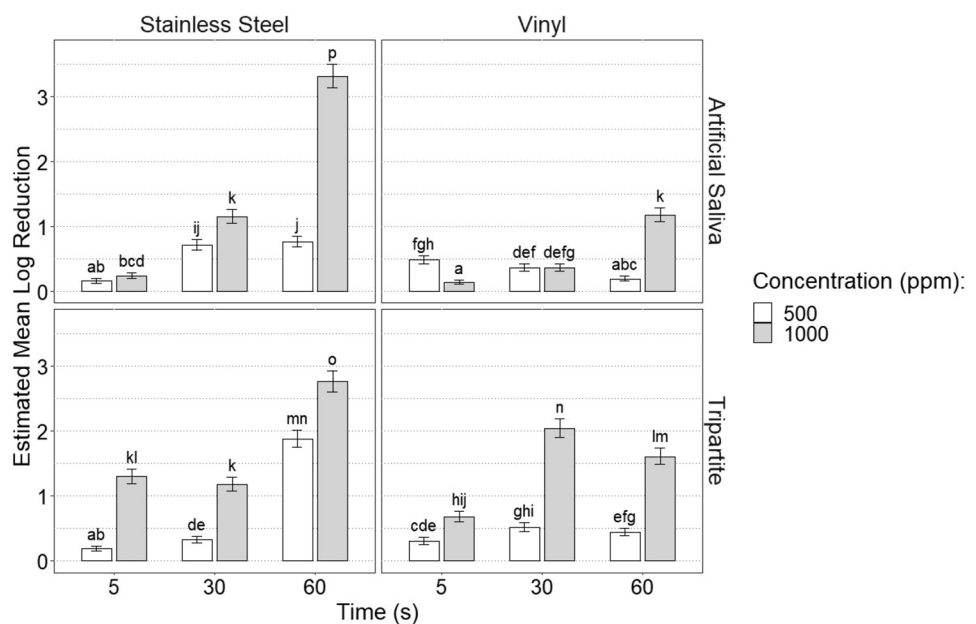 Stainless Steel
Vinyl
Estimated Mean Log Reduction
3
2
1
0
ab
bcd
ij
k
j
p
fgh
a
def
defg
abc
k
Artificial Saliva
Concentration (ppm):
500
1000
3
2
1
0
ab
kl
de
k
mn
o
cde
hij
ghi
n
efg
lm
Tripartite
5
30
60
5
30
60
Time (s)